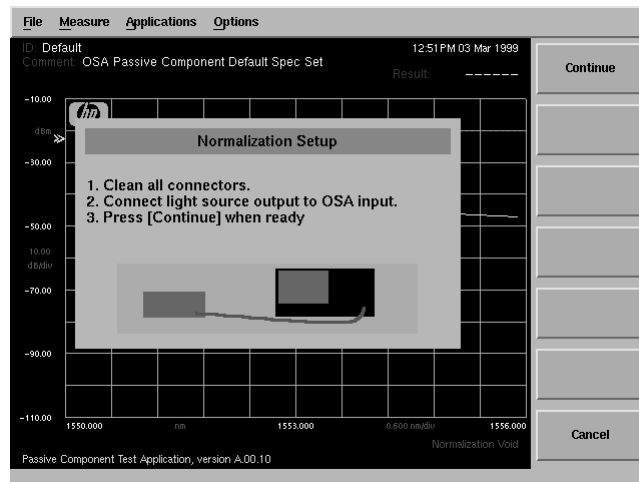 File Measure Applications Options
ID: Default 12:51PM 03 Mar 1999
Comment: OSA Passive Component Default Spec Set
Result: ------
Continue
-10.00
hp
dBm
Normalization Setup
-30.00
1. Clean all connectors.
2. Connect light source output to OSA input.
3. Press [Continue] when ready
-50.00
10.00
dB/div
-70.00
-90.00
-110.00
1550.000 nm 1553.000 0.600 nm/div 1556.000
Normalization Void
Cancel
Passive Component Test Application, version A.00.10